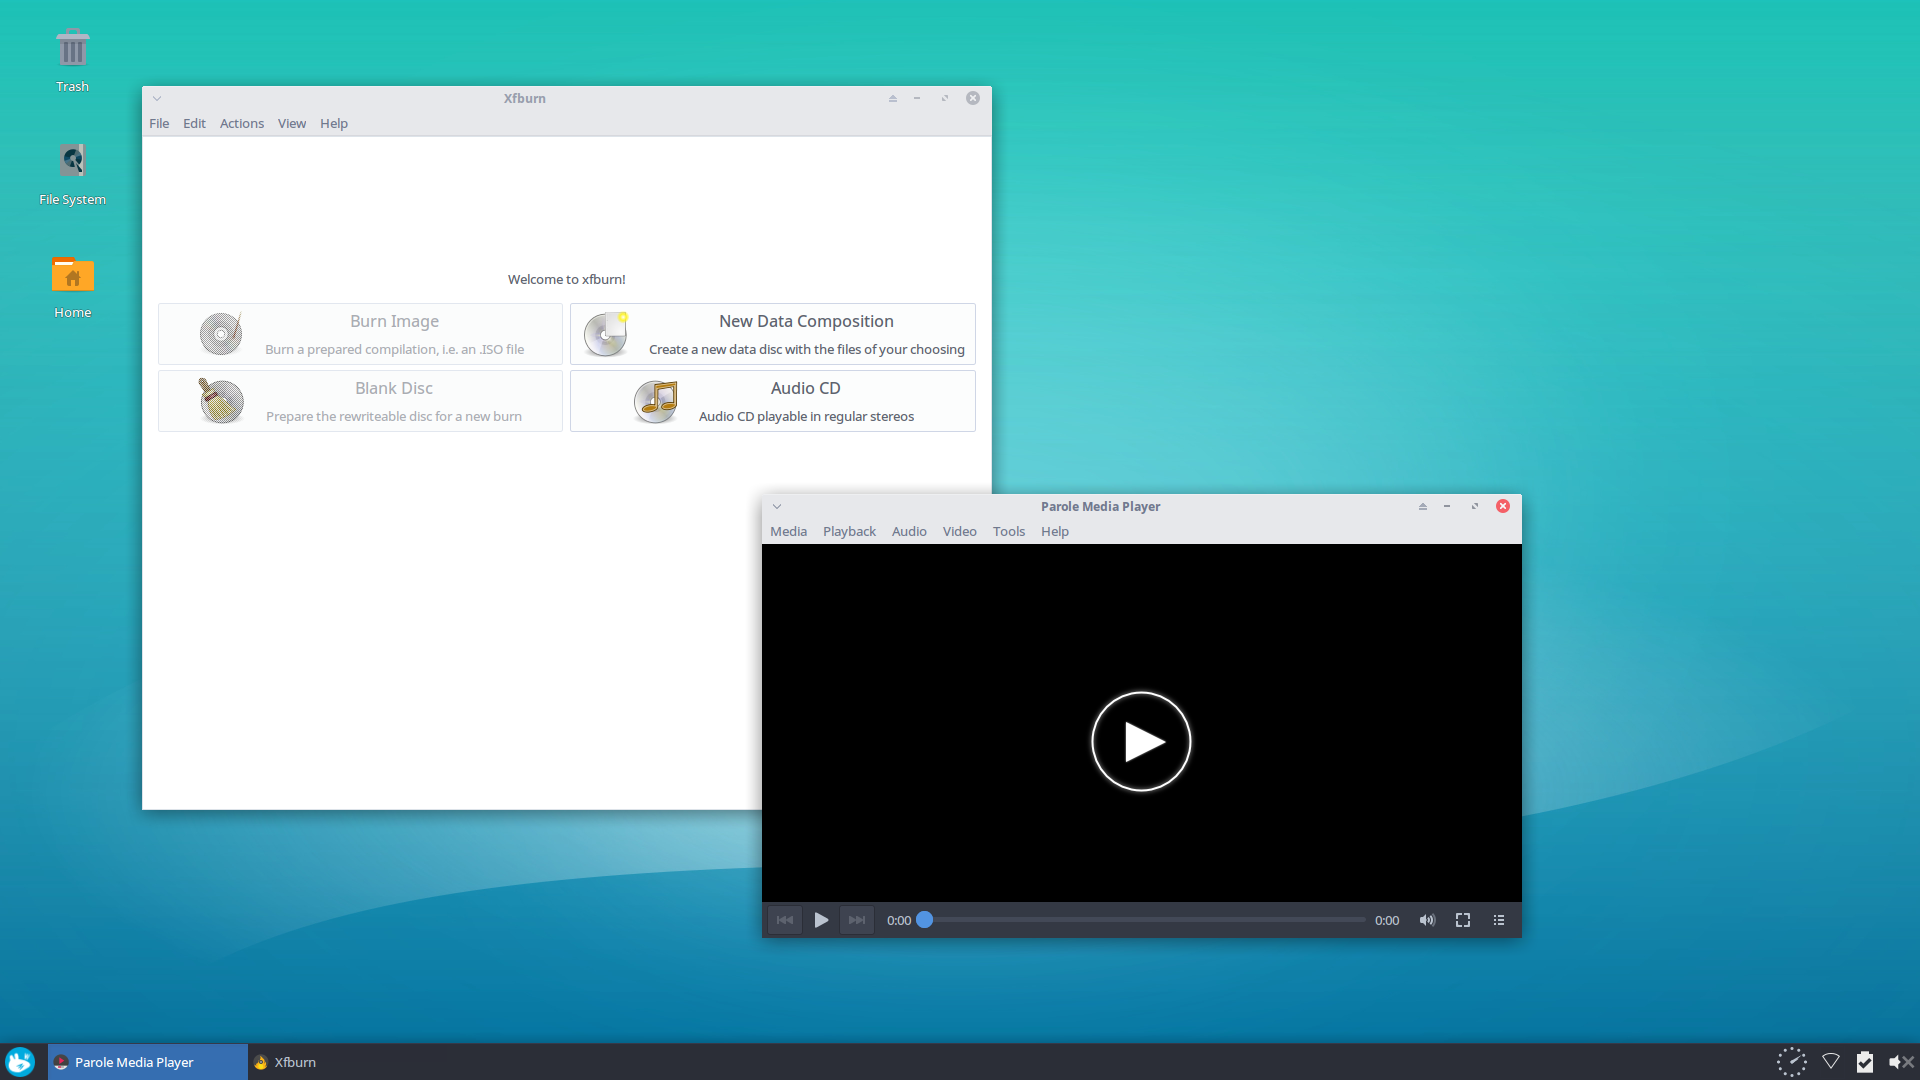 Trash
File System
Home
Xfburn
File Edit Actions View Help
Welcome to xfburn!
Burn Image
Burn a prepared compilation, i.e. an .ISO file
New Data Composition
Create a new data disc with the files of your choosing
Blank Disc
Prepare the rewriteable disc for a new burn
Audio CD
Audio CD playable in regular stereos
Parole Media Player
Media Playback Audio Video Tools Help
0:00 0:00
Parole Media Player Xfburn